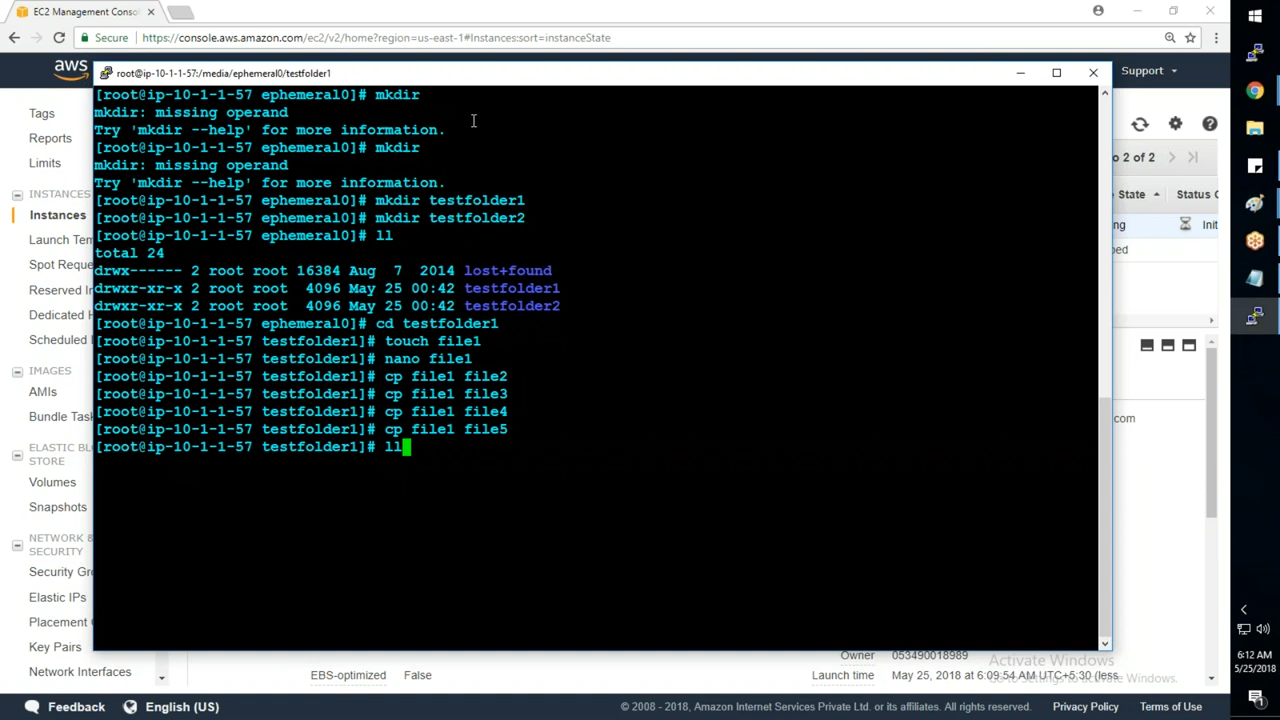 EC2 Management Consol
Secure
https://console.aws.amazon.com/ec2/v2/home?region=us-east-1#Instances:sort=instanceState
aws
Support
root@ip-10-1-1-57:/media/ephemeral0/testfolder1
[root@ip-10-1-1-57 ephemeral0]# mkdir
mkdir: missing operand
Try 'mkdir --help' for more information.
[root@ip-10-1-1-57 ephemeral0]# mkdir
mkdir: missing operand
Try 'mkdir --help' for more information.
[root@ip-10-1-1-57 ephemeral0]# mkdir testfolder1
[root@ip-10-1-1-57 ephemeral0]# mkdir testfolder2
[root@ip-10-1-1-57 ephemeral0]# ll
total 24
drwx------ 2 root root 16384 Aug  7  2014 lost+found
drwxr-xr-x 2 root root  4096 May 25 00:42 testfolder1
drwxr-xr-x 2 root root  4096 May 25 00:42 testfolder2
[root@ip-10-1-1-57 ephemeral0]# cd testfolder1
[root@ip-10-1-1-57 testfolder1]# touch file1
[root@ip-10-1-1-57 testfolder1]# nano file1
[root@ip-10-1-1-57 testfolder1]# cp file1 file2
[root@ip-10-1-1-57 testfolder1]# cp file1 file3
[root@ip-10-1-1-57 testfolder1]# cp file1 file4
[root@ip-10-1-1-57 testfolder1]# cp file1 file5
[root@ip-10-1-1-57 testfolder1]# ll
Tags
Reports
Limits
INSTANCES
Instances
Launch Tem
Spot Reque
Reserved In
Dedicated H
Scheduled I
IMAGES
AMIs
Bundle Task
ELASTIC BL
STORE
Volumes
Snapshots
NETWORK &
SECURITY
Security Gr
Elastic IPs
Placement
Key Pairs
Network Interfaces
o 2 of 2
State
Status C
ng
Init
ped
com
EBS-optimized
False
Owner
053490018989
Launch time
May 25, 2018 at 6:09:54 AM UTC+5:30 (less
Activate Windows
Go to Settings to activate Windows.
Feedback
English (US)
© 2008 - 2018, Amazon Internet Services Private Ltd. or its affiliates. All rights reserved.
Privacy Policy
Terms of Use
6:12 AM
5/25/2018
1